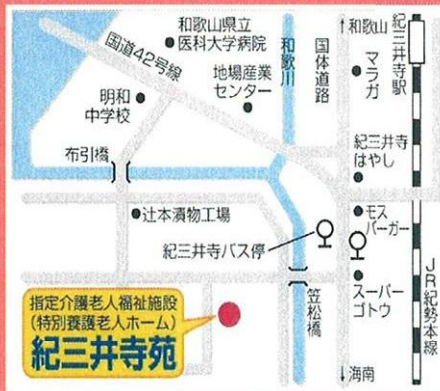 和歌山県立
医科大学病院
国道42号線
地場産業
センター
明和
中学校
布引橋
和歌川
国体道路
↑和歌山
マラガ
紀三井寺駅
紀三井寺
はやし
辻本漬物工場
紀三井寺バス停
モス
バーガー
スーパー
ゴトウ
笠松橋
JR紀勢本線
↓海南
指定介護老人福祉施設
(特別養護老人ホーム)
紀三井寺苑